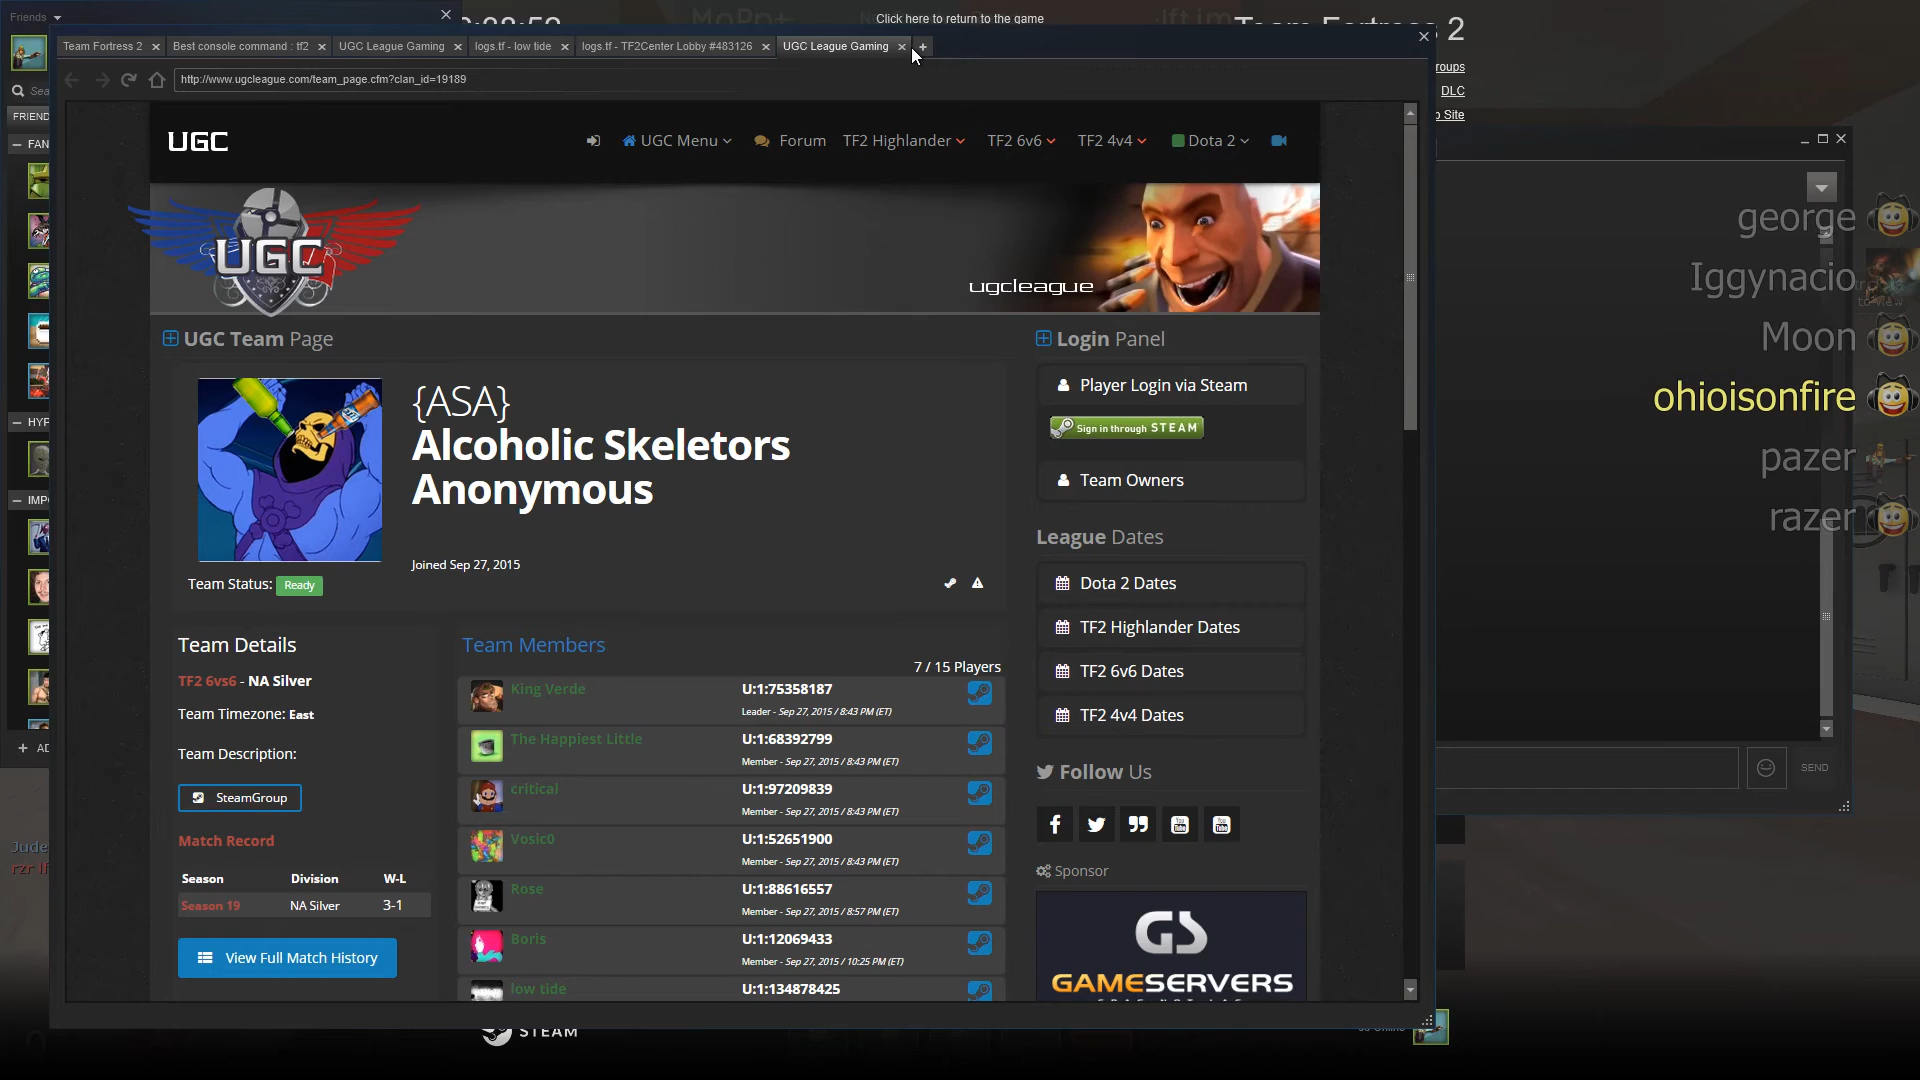 Friends
Click here to return to the game
Team Fortress 2
Team Fortress 2
Best console command : tf2
UGC League Gaming
logs.tf - low tide
logs.tf - TF2Center Lobby #483126
UGC League Gaming
http://www.ugcleague.com/team_page.cfm?clan_id=19189
DLC
Site
UGC
UGC Menu
Forum
TF2 Highlander
TF2 6v6
TF2 4v4
Dota 2
UGC
ugcleague
UGC Team Page
{ASA}
Alcoholic Skeletors
Anonymous
Joined Sep 27, 2015
Team Status: Ready
Team Details
TF2 6vs6 - NA Silver
Team Timezone: East
Team Description:
SteamGroup
Match Record
Season Division W-L
Season 19 NA Silver 3-1
View Full Match History
Team Members
7 / 15 Players
King Verde U:1:75358187
Leader - Sep 27, 2015 / 8:43 PM (ET)
The Happiest Little U:1:68392799
Member - Sep 27, 2015 / 8:43 PM (ET)
critical U:1:97209839
Member - Sep 27, 2015 / 8:43 PM (ET)
Vosic0 U:1:52651900
Member - Sep 27, 2015 / 8:43 PM (ET)
Rose U:1:88616557
Member - Sep 27, 2015 / 8:57 PM (ET)
Boris U:1:12069433
Member - Sep 27, 2015 / 10:25 PM (ET)
low tide U:1:134878425
Login Panel
Player Login via Steam
Sign in through STEAM
Team Owners
League Dates
Dota 2 Dates
TF2 Highlander Dates
TF2 6v6 Dates
TF2 4v4 Dates
Follow Us
Sponsor
GS
GAMESERVERS
george
Iggynacio
Moon
ohioisonfire
pazer
razer
SEND
STEAM